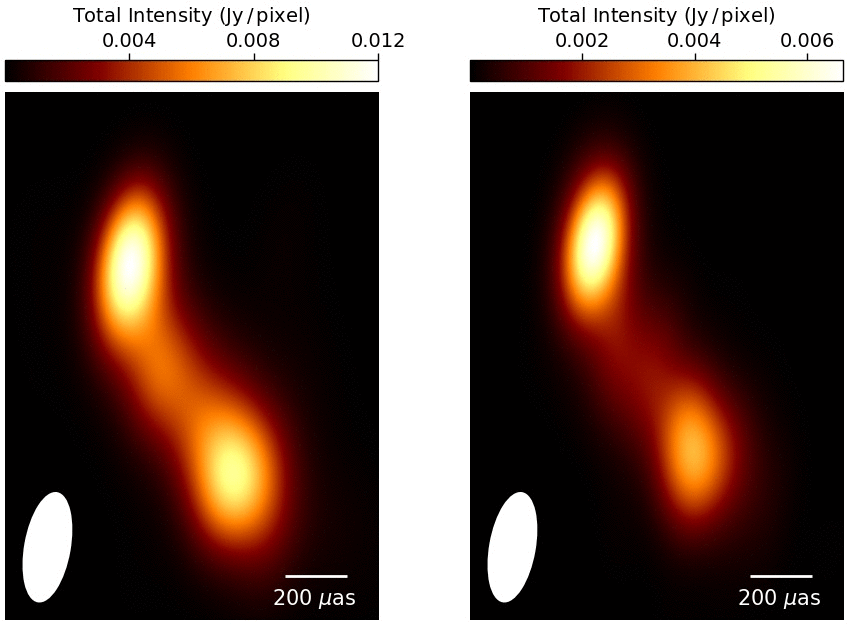 Total Intensity (Jy / pixel)
0.004 0.008 0.012
200 μas
Total Intensity (Jy / pixel)
0.002 0.004 0.006
200 μas